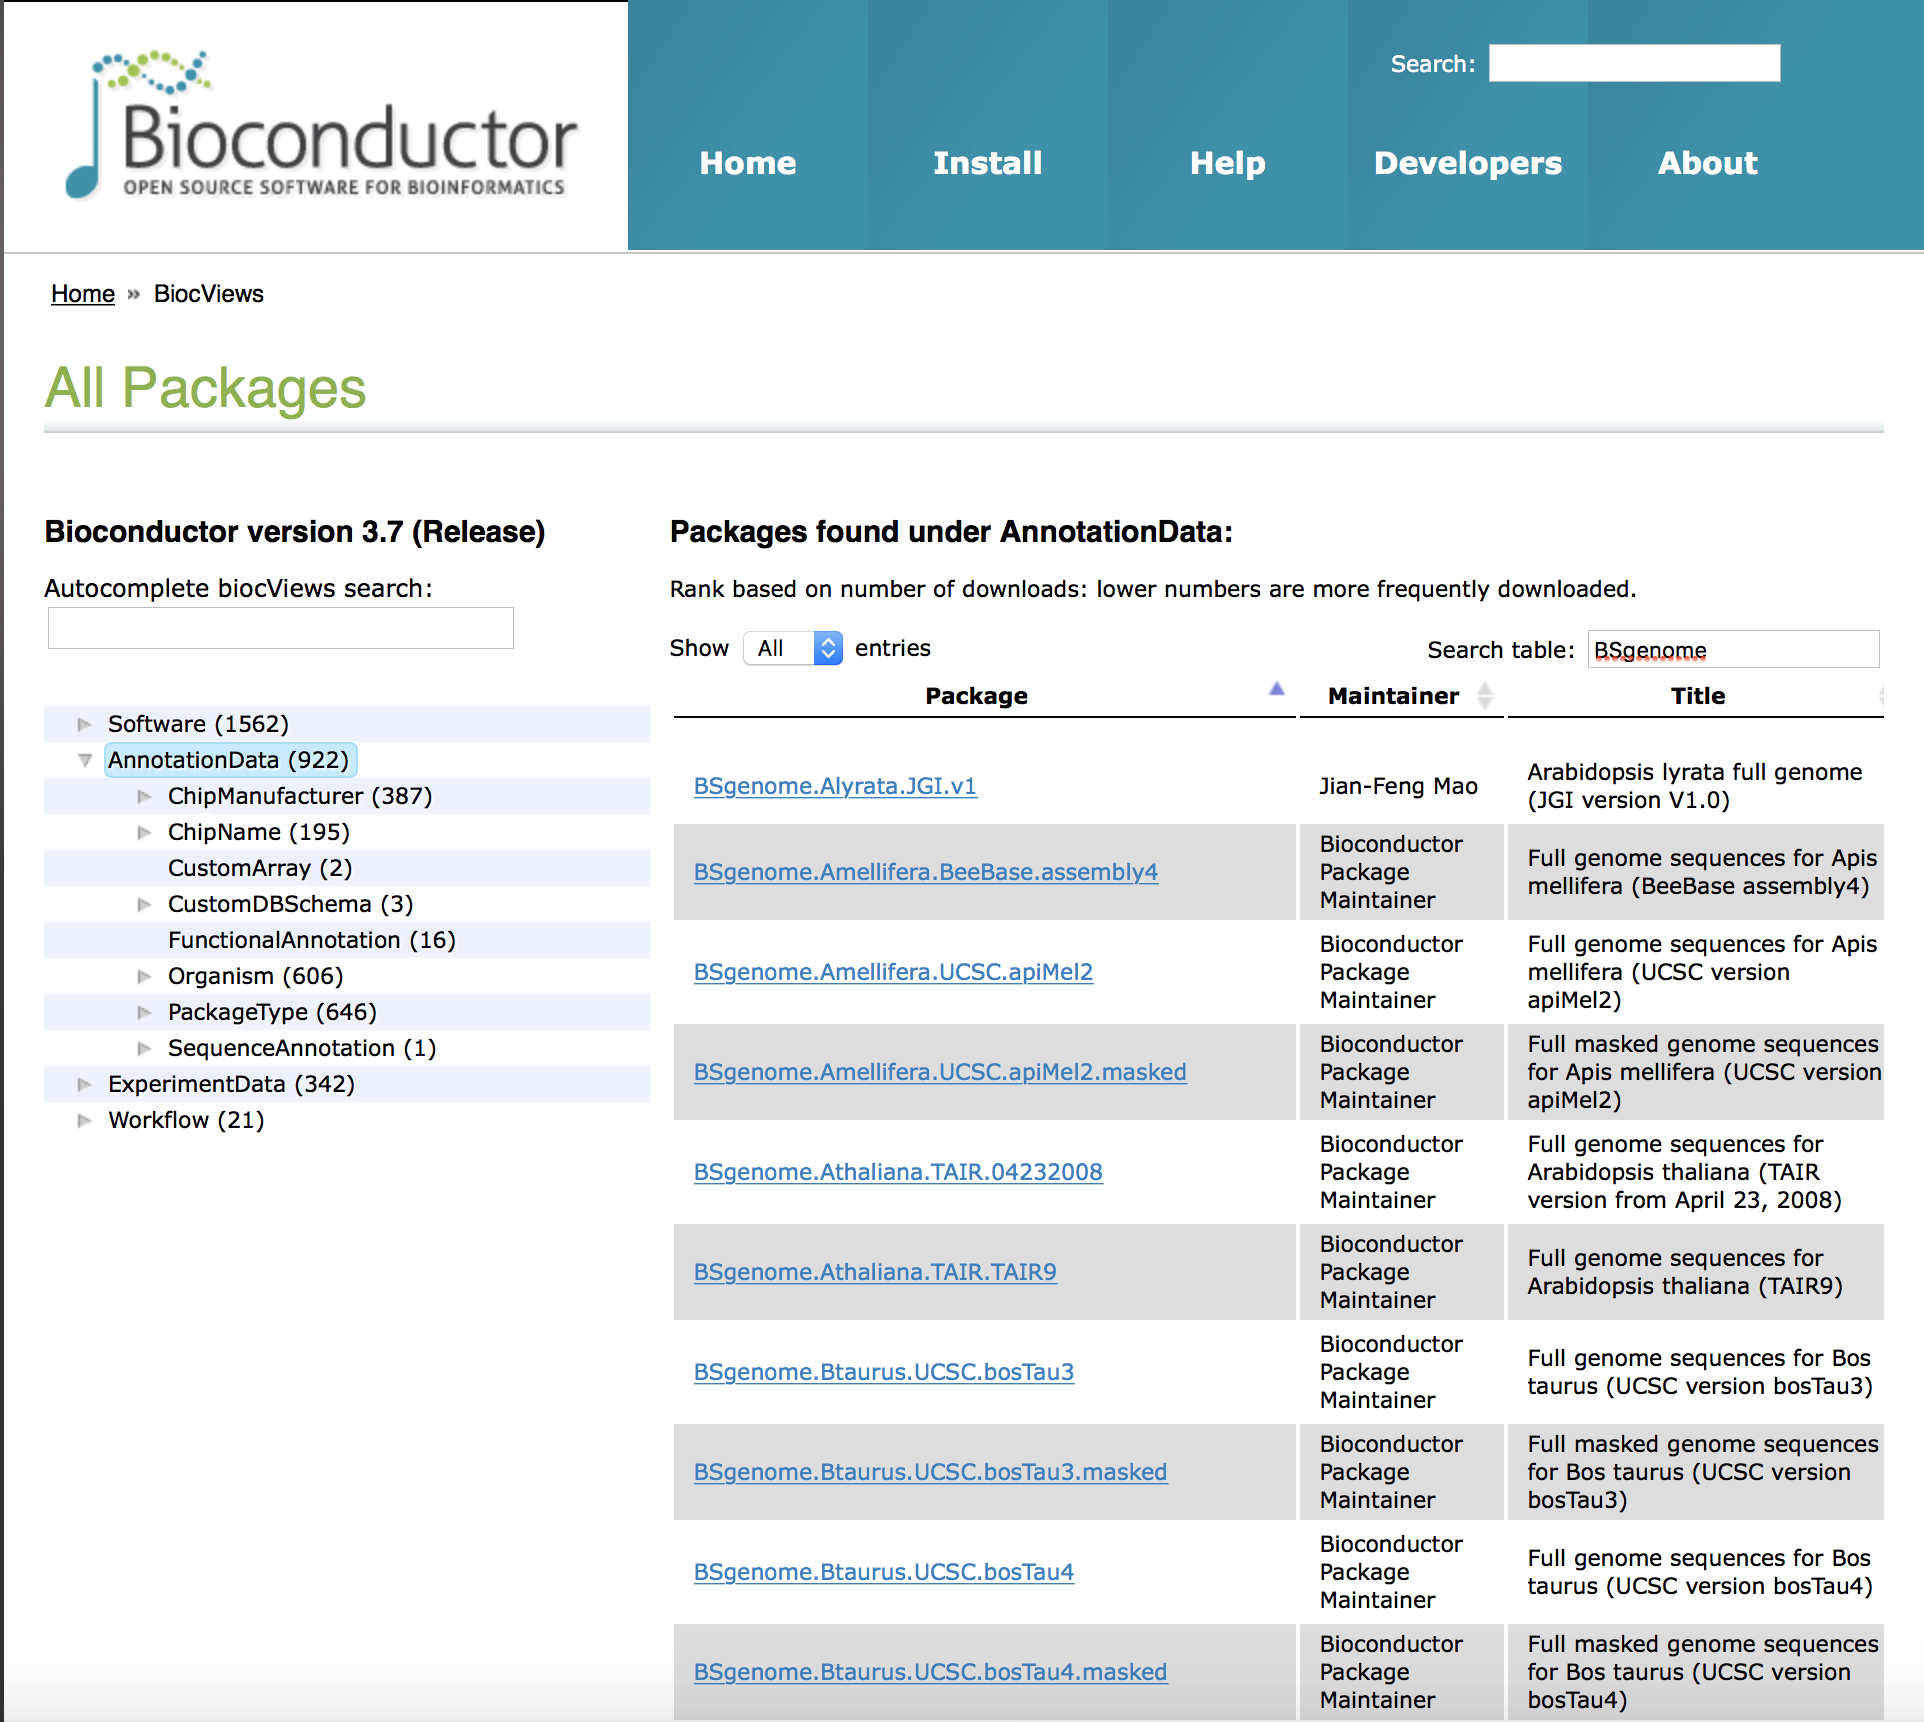 Bioconductor
OPEN SOURCE SOFTWARE FOR BIOINFORMATICS
Search:
Home Install Help Developers About
Home » BiocViews
All Packages
Bioconductor version 3.7 (Release)
Autocomplete biocViews search:
Software (1562)
AnnotationData (922)
ChipManufacturer (387)
ChipName (195)
CustomArray (2)
CustomDBSchema (3)
FunctionalAnnotation (16)
Organism (606)
PackageType (646)
SequenceAnnotation (1)
ExperimentData (342)
Workflow (21)
Packages found under AnnotationData:
Rank based on number of downloads: lower numbers are more frequently downloaded.
Show All entries
Search table: BSgenome
Package Maintainer Title
BSgenome.Alyrata.JGI.v1
Jian-Feng Mao
Arabidopsis lyrata full genome
(JGI version V1.0)
BSgenome.Amellifera.BeeBase.assembly4
Bioconductor
Package
Maintainer
Full genome sequences for Apis
mellifera (BeeBase assembly4)
BSgenome.Amellifera.UCSC.apiMel2
Bioconductor
Package
Maintainer
Full genome sequences for Apis
mellifera (UCSC version
apiMel2)
BSgenome.Amellifera.UCSC.apiMel2.masked
Bioconductor
Package
Maintainer
Full masked genome sequences
for Apis mellifera (UCSC version
apiMel2)
BSgenome.Athaliana.TAIR.04232008
Bioconductor
Package
Maintainer
Full genome sequences for
Arabidopsis thaliana (TAIR
version from April 23, 2008)
BSgenome.Athaliana.TAIR.TAIR9
Bioconductor
Package
Maintainer
Full genome sequences for
Arabidopsis thaliana (TAIR9)
BSgenome.Btaurus.UCSC.bosTau3
Bioconductor
Package
Maintainer
Full genome sequences for Bos
taurus (UCSC version bosTau3)
BSgenome.Btaurus.UCSC.bosTau3.masked
Bioconductor
Package
Maintainer
Full masked genome sequences
for Bos taurus (UCSC version
bosTau3)
BSgenome.Btaurus.UCSC.bosTau4
Bioconductor
Package
Maintainer
Full genome sequences for Bos
taurus (UCSC version bosTau4)
BSgenome.Btaurus.UCSC.bosTau4.masked
Bioconductor
Package
Maintainer
Full masked genome sequences
for Bos taurus (UCSC version
bosTau4)